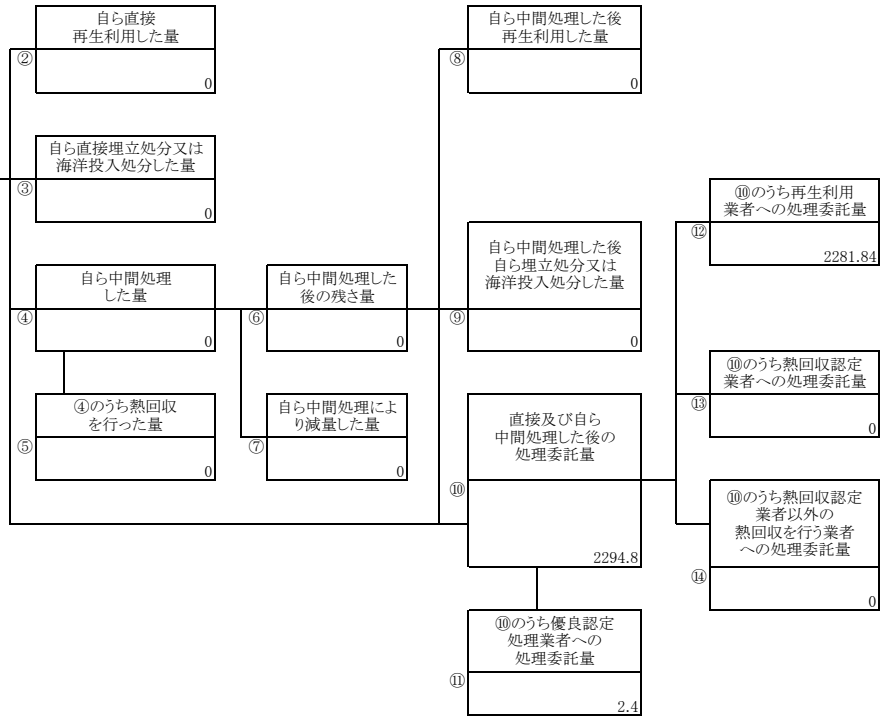 自ら直接
再生利用した量
②
0
自ら中間処理した後
再生利用した量
⑧
0
自ら直接埋立処分又は
海洋投入処分した量
③
0
⑩のうち再生利用
業者への処理委託量
⑫
2281.84
自ら中間処理
した量
④
0
自ら中間処理した
後の残さ量
⑥
0
自ら中間処理した後
自ら埋立処分又は
海洋投入処分した量
⑨
0
⑩のうち熱回収認定
業者への処理委託量
⑬
0
④のうち熱回収
を行った量
⑤
0
自ら中間処理によ
り減量した量
⑦
0
直接及び自ら
中間処理した後の
処理委託量
⑩
2294.8
⑩のうち熱回収認定
業者以外の
熱回収を行う業者
への処理委託量
⑭
0
⑩のうち優良認定
処理業者への
処理委託量
⑪
2.4